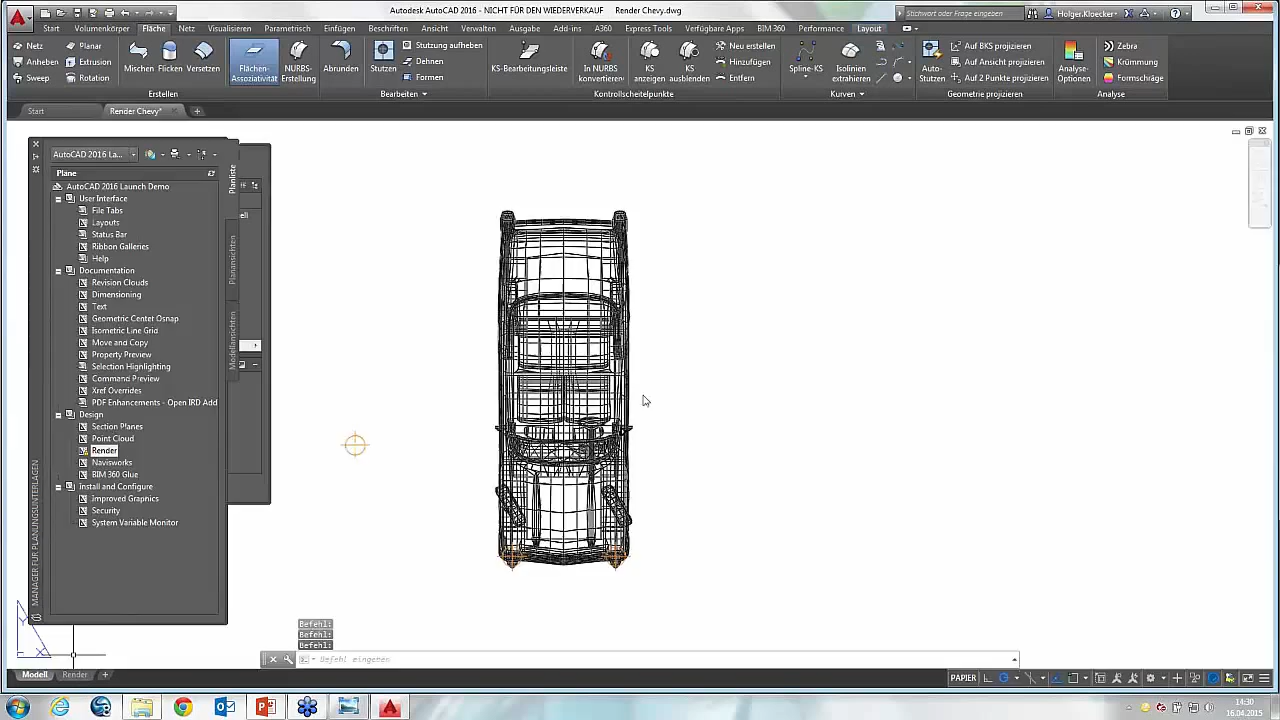 Autodesk AutoCAD 2016 - NICHT FÜR DEN WIEDERVERKAUF Render Chevy.dwg
Stichwort oder Frage eingeben
Holger.Kloecker
Start Volumenkörper Fläche Netz Visualisieren Parametrisch Einfügen Beschriften Ansicht Verwalten Ausgabe Add-ins A360 Express Tools Verfügbare Apps BIM 360 Performance Layout
Netz Planar
Anheben Extrusion
Sweep Rotation
Mischen Flicken Versetzen
Flächen-
Assoziativität
NURBS-
Erstellung
Erstellen
Abrunden Stutzen
Stutzung aufheben
Dehnen
Formen
Bearbeiten
KS-Bearbeitungsleiste
In NURBS
konvertieren
KS
anzeigen
KS
ausblenden
Neu erstellen
Hinzufügen
Entfern
Kontrollscheitelpunkte
Spline-KS
Isolinien
extrahieren
Kurven
Auto-
Stutzen
Auf BKS projizieren
Auf Ansicht projizieren
Auf 2 Punkte projizieren
Geometrie projizieren
Analyse-
Optionen
Zebra
Krümmung
Formschräge
Analyse
Start Render Chevy*
AutoCAD 2016 La...
Pläne
AutoCAD 2016 Launch Demo
User Interface
File Tabs
Layouts
Status Bar
Ribbon Galleries
Help
Documentation
Revision Clouds
Dimensioning
Text
Geometric Centet Osnap
Isometric Line Grid
Move and Copy
Property Preview
Selection Highlighting
Command Preview
Xref Overrides
PDF Enhancements - Open IRD Add
Design
Section Planes
Point Cloud
Render
Navisworks
BIM 360 Glue
Install and Configure
Improved Graphics
Security
System Variable Monitor
Planliste
Planansichten
Modellansichten
MANAGER FÜR PLANUNGSUNTERLAGEN
ell
Y
X
Befehl:
Befehl:
Befehl:
Befehl eingeben
Modell Render
PAPIER
14:30
16.04.2015